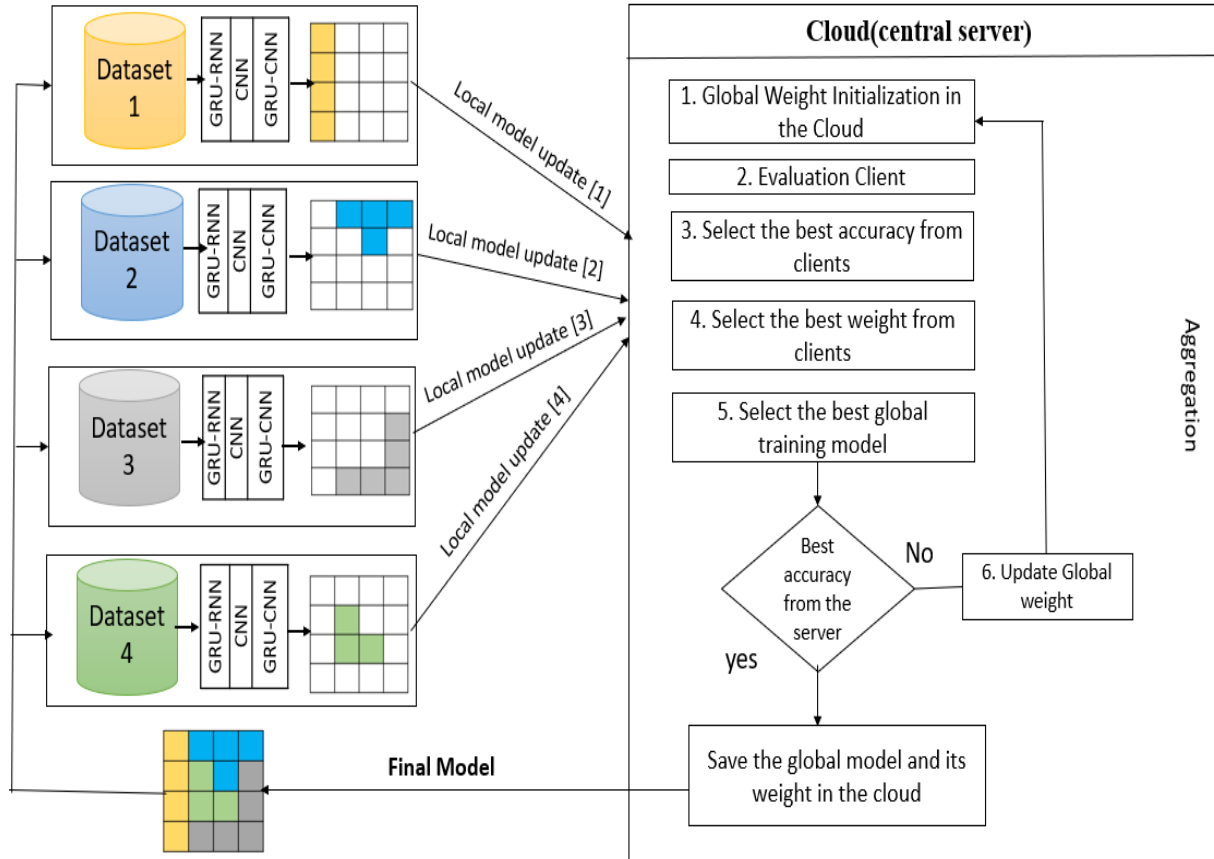 Dataset
1
GRU-RNN
CNN
GRU-CNN
Local model update [1]
Dataset
2
GRU-RNN
CNN
GRU-CNN
Local model update [2]
Dataset
3
GRU-RNN
CNN
GRU-CNN
Local model update [3]
Dataset
4
GRU-RNN
CNN
GRU-CNN
Local model update [4]
Final Model
Cloud(central server)
1. Global Weight Initialization in
the Cloud
2. Evaluation Client
3. Select the best accuracy from
clients
4. Select the best weight from
clients
5. Select the best global
training model
Best
accuracy
from the
server
No
6. Update Global
weight
yes
Save the global model and its
weight in the cloud
Aggregation